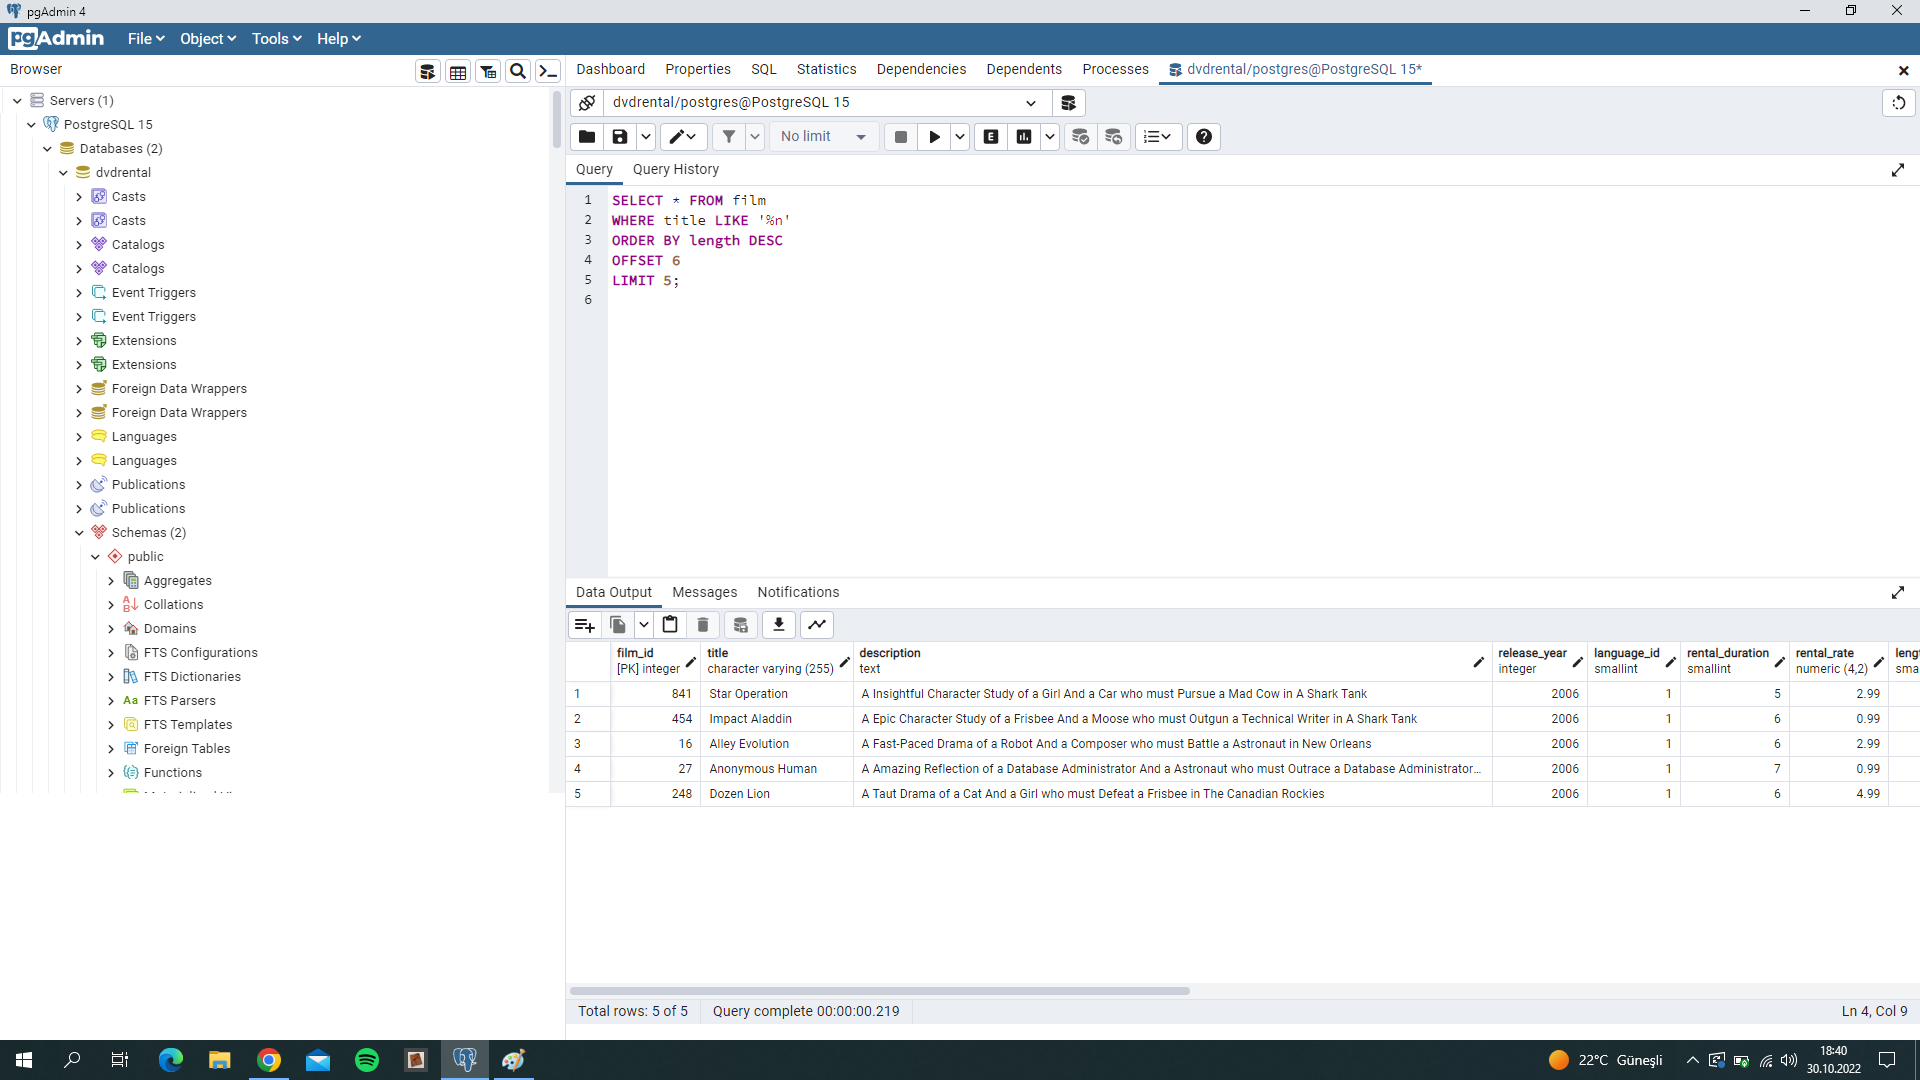 pgAdmin 4
pgAdmin File Object Tools Help
Browser
Dashboard Properties SQL Statistics Dependencies Dependents Processes dvdrental/postgres@PostgreSQL 15*
Servers (1)
PostgreSQL 15
Databases (2)
dvdrental
Casts
Casts
Catalogs
Catalogs
Event Triggers
Event Triggers
Extensions
Extensions
Foreign Data Wrappers
Foreign Data Wrappers
Languages
Languages
Publications
Publications
Schemas (2)
public
Aggregates
Collations
Domains
FTS Configurations
FTS Dictionaries
Aa FTS Parsers
FTS Templates
Foreign Tables
Functions
dvdrental/postgres@PostgreSQL 15
No limit
Query Query History
1 SELECT * FROM film
2 WHERE title LIKE '%n'
3 ORDER BY length DESC
4 OFFSET 6
5 LIMIT 5;
6
Data Output Messages Notifications
film_id title description release_year language_id rental_duration rental_rate leng
[PK] integer character varying (255) text integer smallint smallint numeric (4,2) sma
1 841 Star Operation A Insightful Character Study of a Girl And a Car who must Pursue a Mad Cow in A Shark Tank 2006 1 5 2.99
2 454 Impact Aladdin A Epic Character Study of a Frisbee And a Moose who must Outgun a Technical Writer in A Shark Tank 2006 1 6 0.99
3 16 Alley Evolution A Fast-Paced Drama of a Robot And a Composer who must Battle a Astronaut in New Orleans 2006 1 6 2.99
4 27 Anonymous Human A Amazing Reflection of a Database Administrator And a Astronaut who must Outrace a Database Administrator... 2006 1 7 0.99
5 248 Dozen Lion A Taut Drama of a Cat And a Girl who must Defeat a Frisbee in The Canadian Rockies 2006 1 6 4.99
Total rows: 5 of 5 Query complete 00:00:00.219 Ln 4, Col 9
22°C Güneşli 18:40
30.10.2022